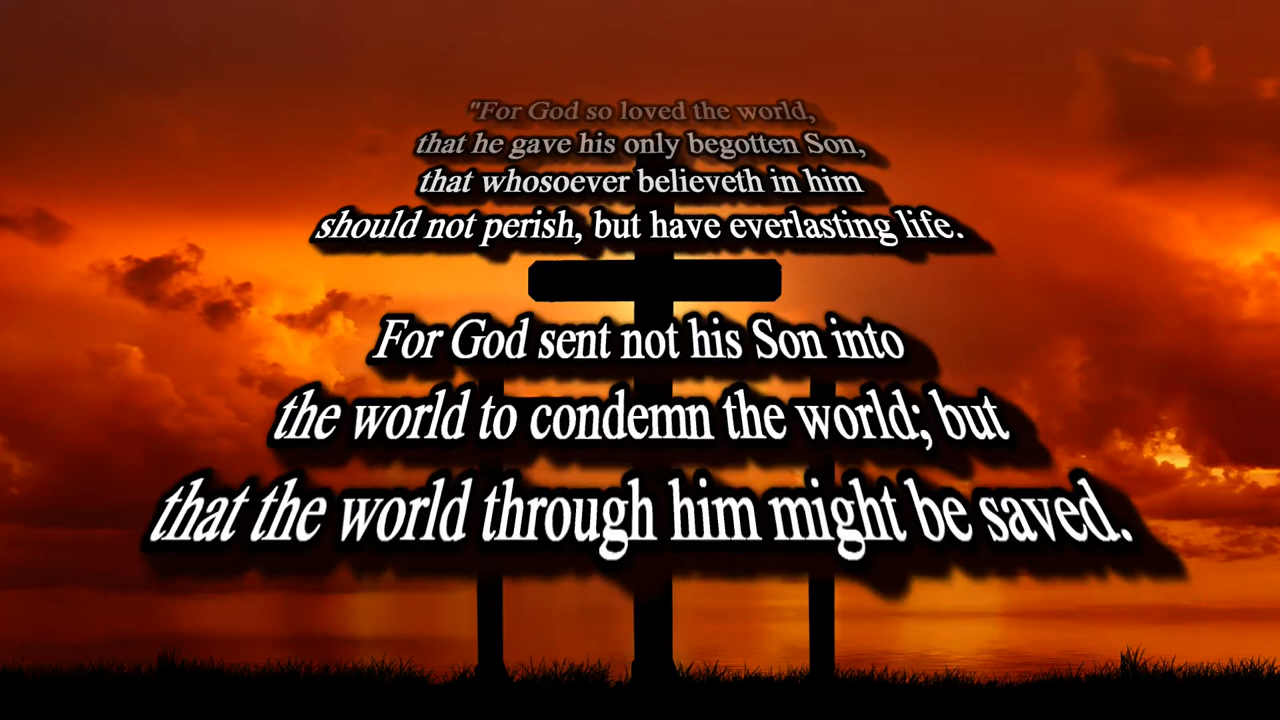 "For God so loved the world,
that he gave his only begotten Son,
that whosoever believeth in him
should not perish, but have everlasting life.
For God sent not his Son into
the world to condemn the world; but
that the world through him might be saved.